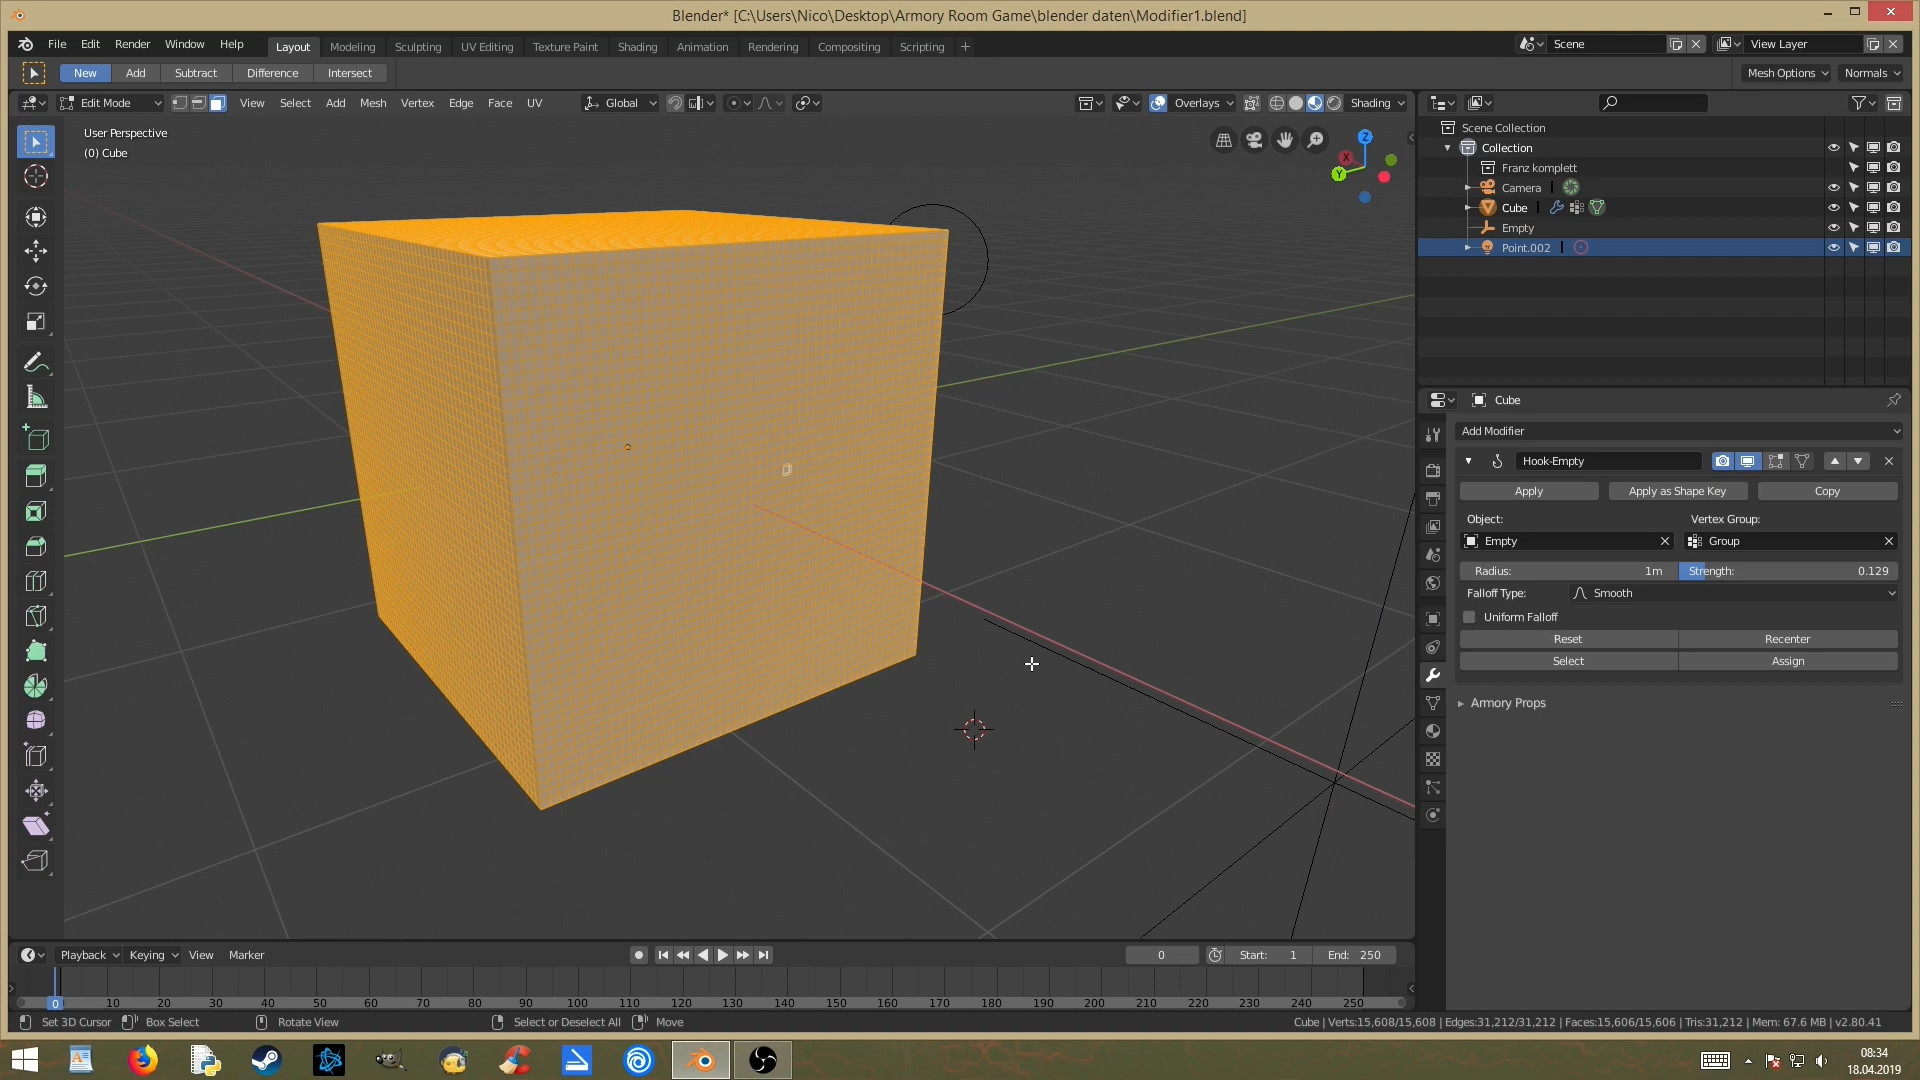 Blender* [C:\Users\Nico\Desktop\Armory Room Game\blender daten\Modifier1.blend]
File Edit Render Window Help Layout Modeling Sculpting UV Editing Texture Paint Shading Animation Rendering Compositing Scripting + Scene View Layer
New Add Subtract Difference Intersect Mesh Options Normals
Edit Mode View Select Add Mesh Vertex Edge Face UV Global Overlays Shading
User Perspective
(0) Cube
Z
X
Y
Scene Collection
Collection
Franz komplett
Camera
Cube
Empty
Point.002
Cube
Add Modifier
Hook-Empty
Apply Apply as Shape Key Copy
Object: Vertex Group:
Empty Group
Radius: 1m Strength: 0.129
Falloff Type: Smooth
Uniform Falloff
Reset Recenter
Select Assign
Armory Props
Playback Keying View Marker 0 Start: 1 End: 250
0 10 20 30 40 50 60 70 80 90 100 110 120 130 140 150 160 170 180 190 200 210 220 230 240 250
Set 3D Cursor Box Select Rotate View Select or Deselect All Move Cube | Verts:15,608/15,608 | Edges:31,212/31,212 | Faces:15,606/15,606 | Tris:31,212 | Mem: 67.6 MB | v2.80.41
08:34
18.04.2019